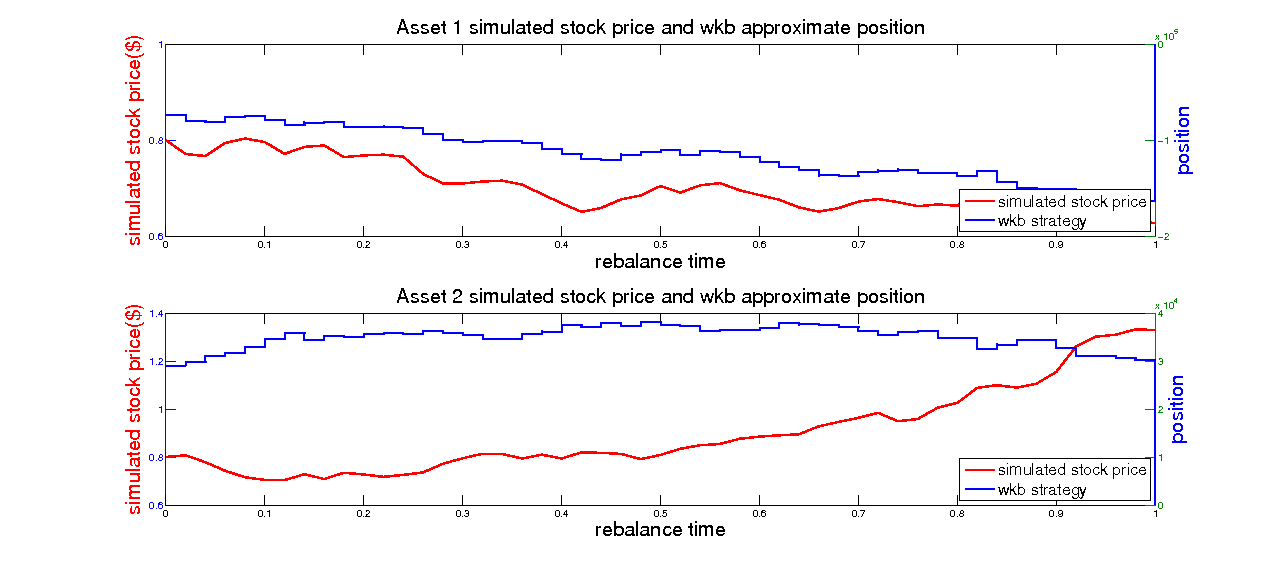 Asset 1 simulated stock price and wkb approximate position
x 10^5
simulated stock price($)
1
0.8
0.6
0
-1
-2
position
simulated stock price
wkb strategy
0 0.1 0.2 0.3 0.4 0.5 0.6 0.7 0.8 0.9 1
rebalance time
Asset 2 simulated stock price and wkb approximate position
x 10^4
simulated stock price($)
1.4
1.2
1
0.8
0.6
4
3
2
1
0
position
simulated stock price
wkb strategy
0 0.1 0.2 0.3 0.4 0.5 0.6 0.7 0.8 0.9 1
rebalance time